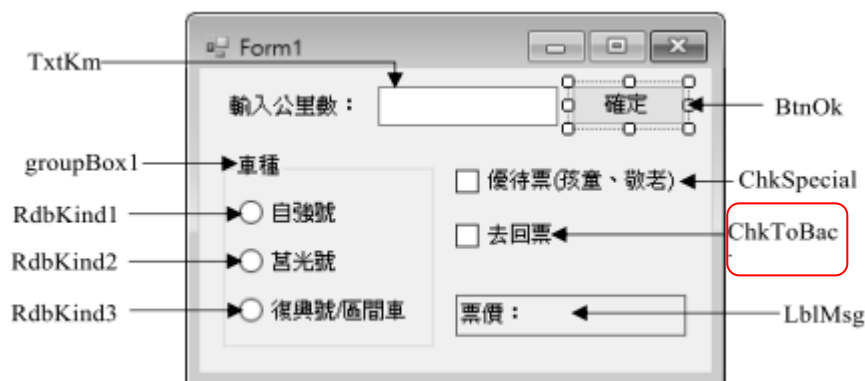 Form1
TxtKm
輸入公里數：
確定
BtnOk
groupBox1
車種
優待票(孩童、敬老)
ChkSpecial
RdbKind1
自強號
去回票
ChkToBac
RdbKind2
莒光號
RdbKind3
復興號/區間車
票價：
LblMsg